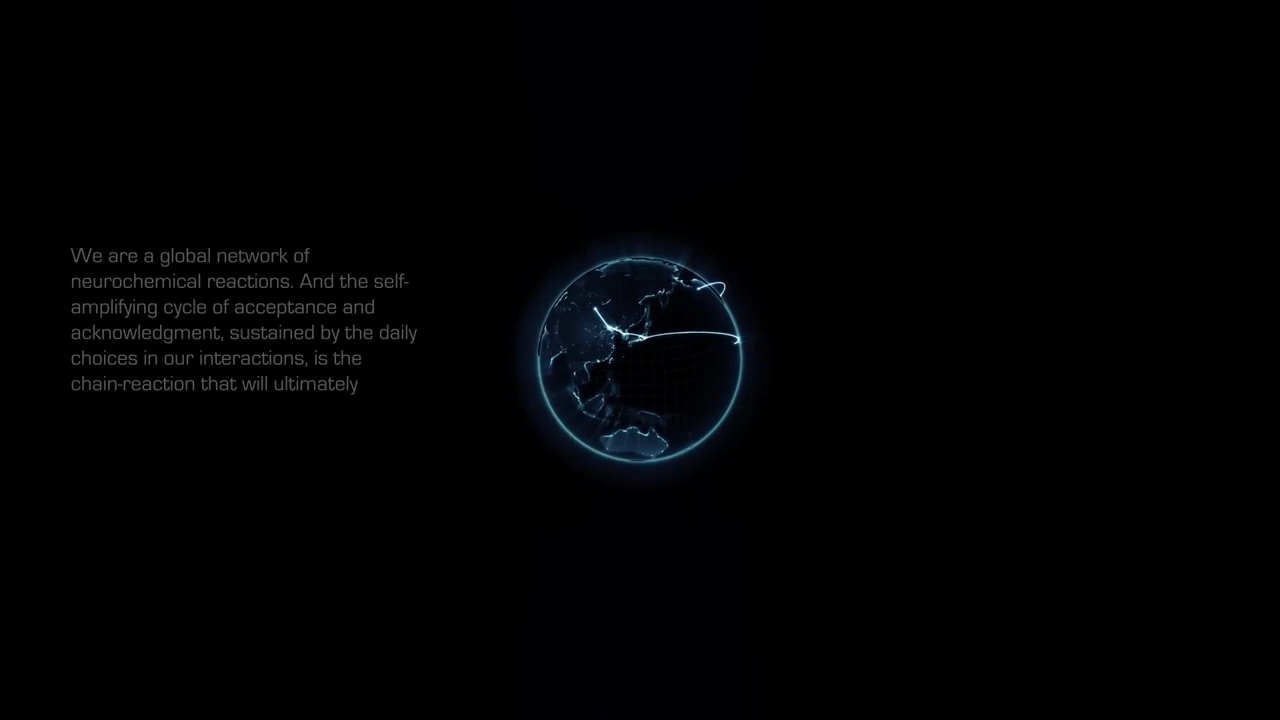 We are a global network of
neurochemical reactions. And the self-
amplifying cycle of acceptance and
acknowledgment, sustained by the daily
choices in our interactions, is the
chain-reaction that will ultimately